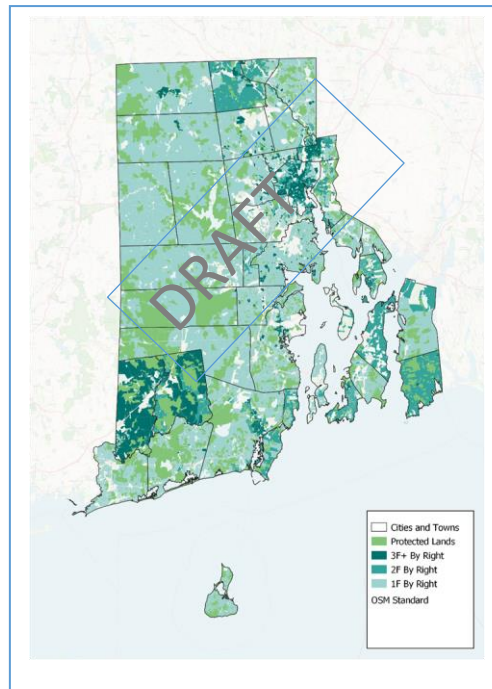 DRAFT
Cities and Towns
Protected Lands
3F+ By Right
2F By Right
1F By Right
OSM Standard